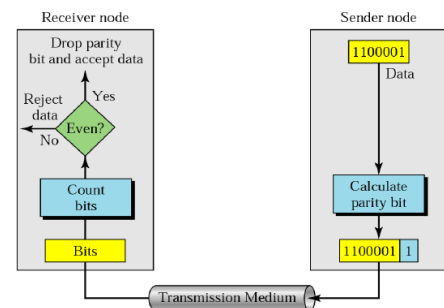 Receiver node
Drop parity
bit and accept data
Reject
data
Yes
Even?
No
Count
bits
Bits
Sender node
1100001
Data
Calculate
parity bit
1100001 1
Transmission Medium